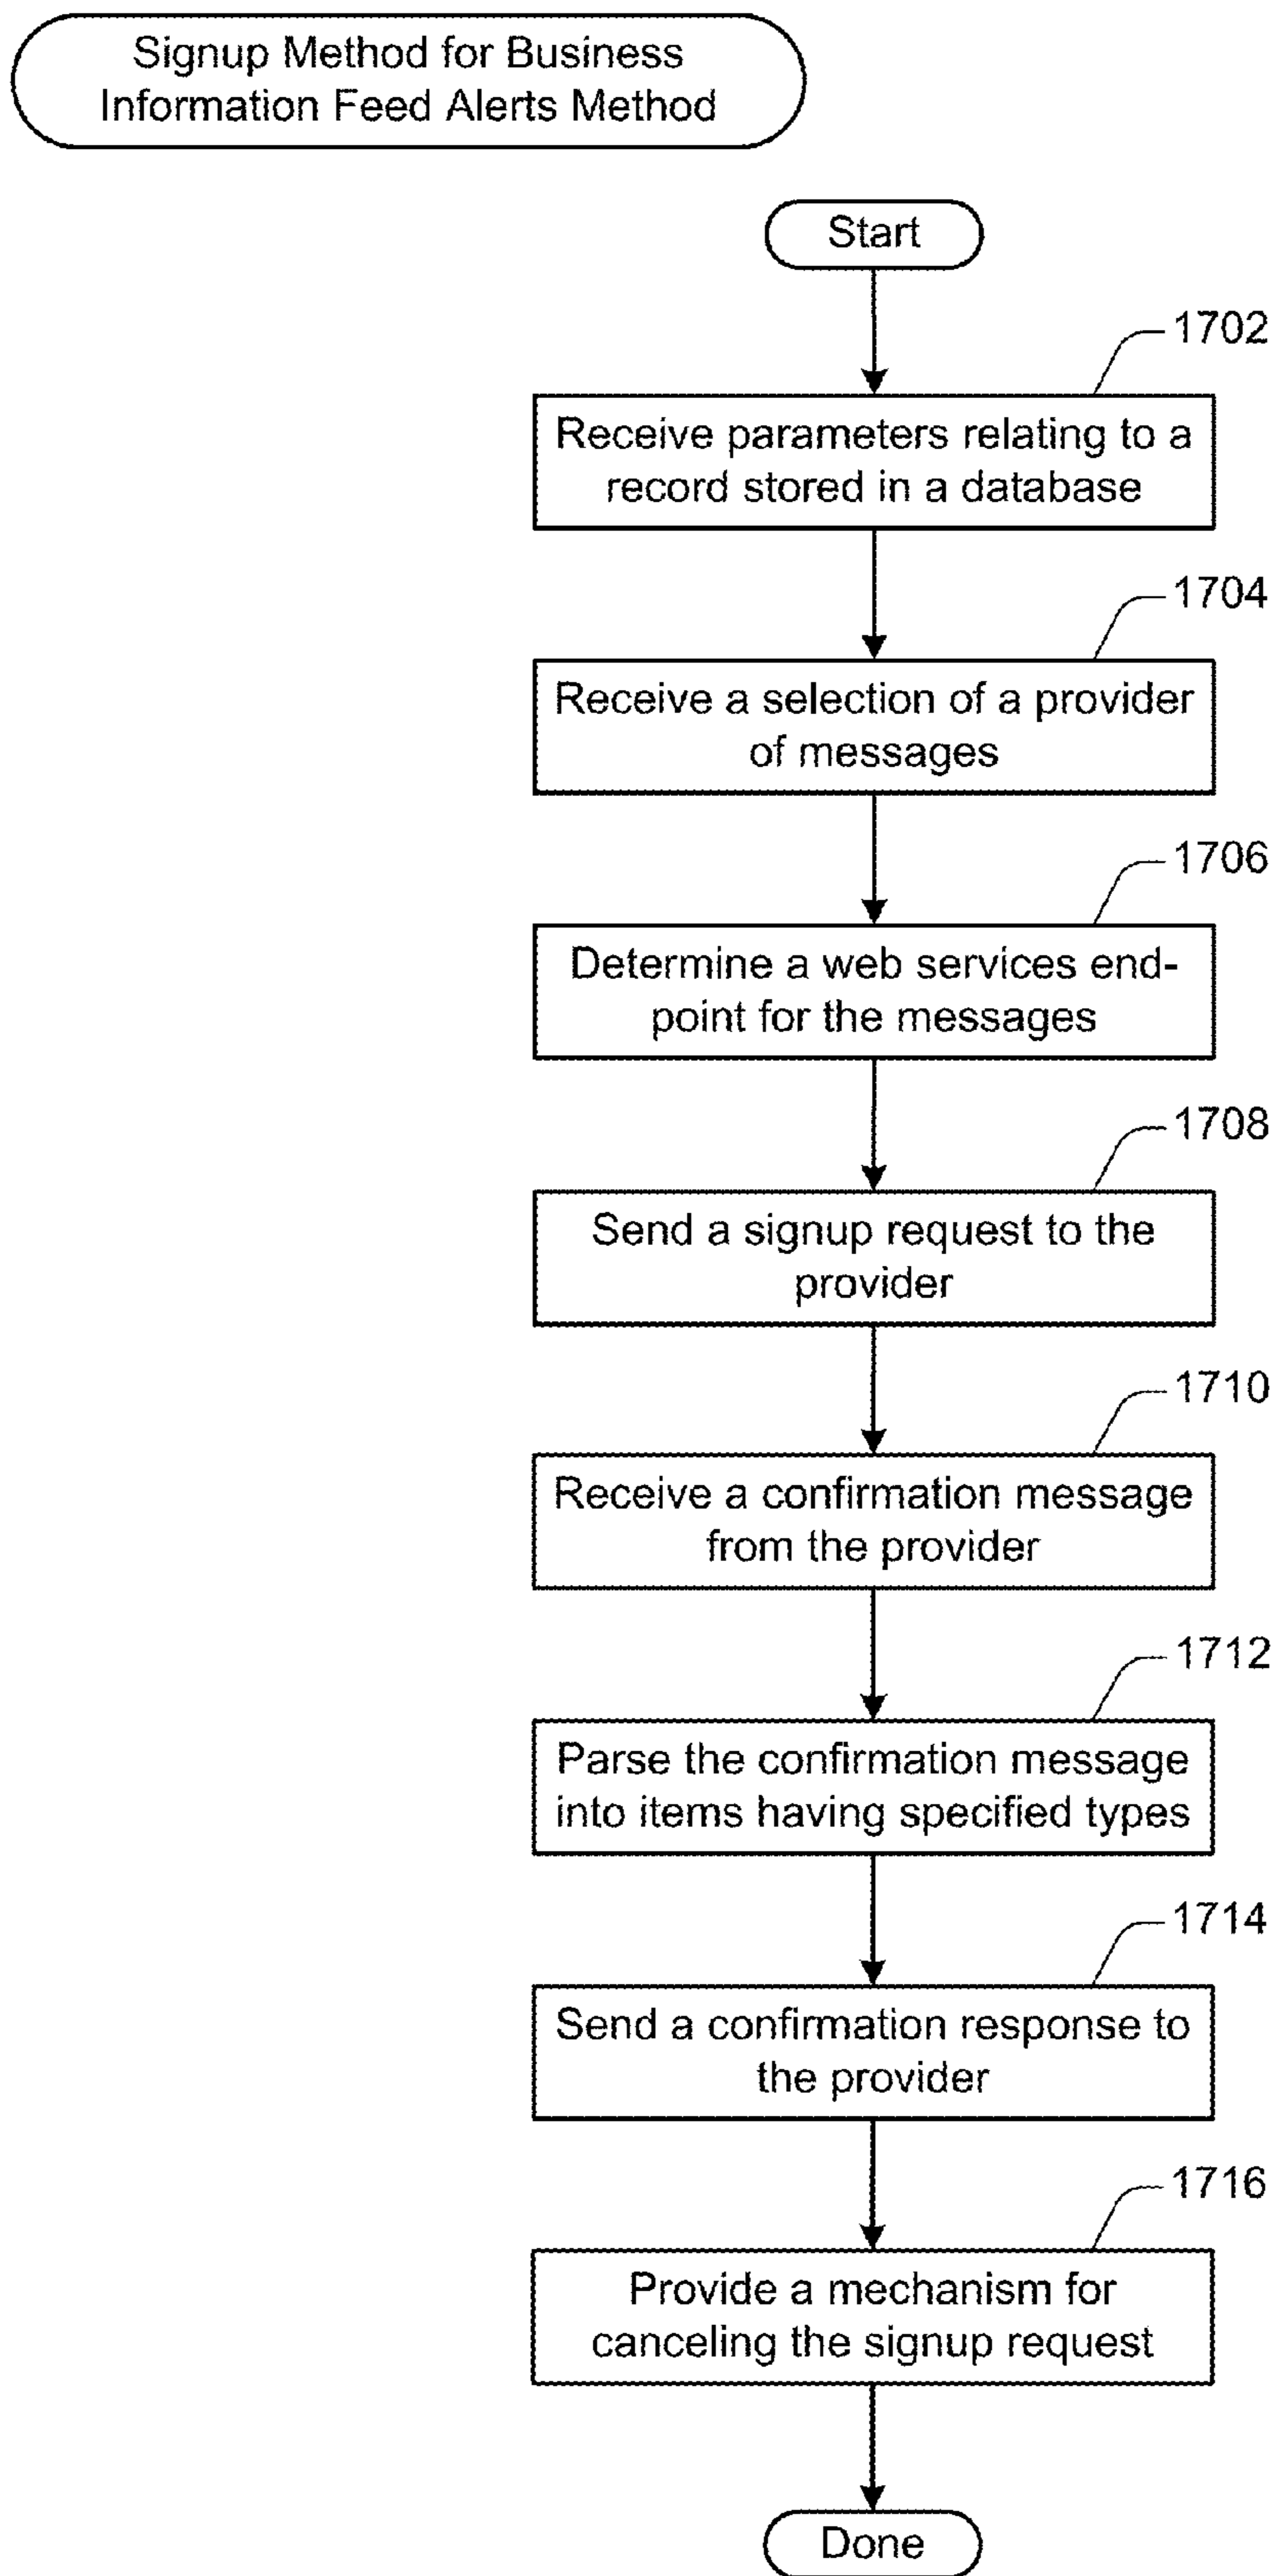 Signup Method for Business
Information Feed Alerts Method
Start
1702
Receive parameters relating to a
record stored in a database
1704
Receive a selection of a provider
of messages
1706
Determine a web services end-
point for the messages
1708
Send a signup request to the
provider
1710
Receive a confirmation message
from the provider
1712
Parse the confirmation message
into items having specified types
1714
Send a confirmation response to
the provider
1716
Provide a mechanism for
canceling the signup request
Done